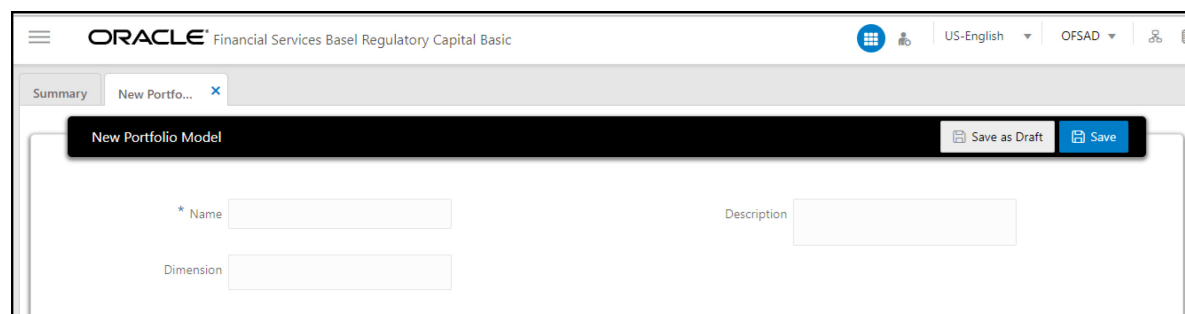 ORACLE® Financial Services Basel Regulatory Capital Basic US-English OFSAD
Summary New Portfo... ×
New Portfolio Model Save as Draft Save
* Name Description
Dimension